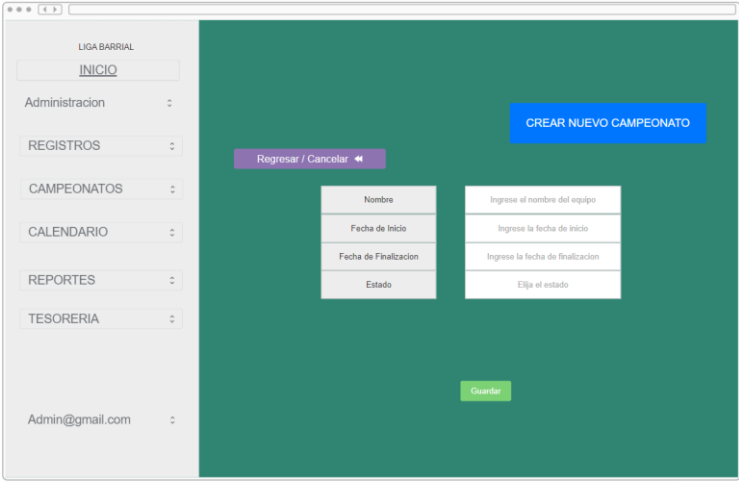 LIGA BARRIAL
INICIO
Administracion
REGISTROS
CAMPEONATOS
CALENDARIO
REPORTES
TESORERIA
Admin@gmail.com
CREAR NUEVO CAMPEONATO
Regresar / Cancelar
Nombre
Ingrese el nombre del equipo
Fecha de Inicio
Ingrese la fecha de inicio
Fecha de Finalizacion
Ingrese la fecha de finalizacion
Estado
Elija el estado
Guardar